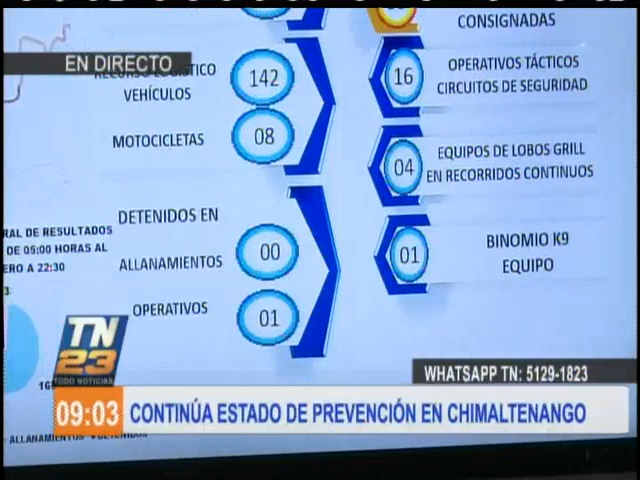 CONSIGNADAS
EN DIRECTO
RECURSO LOGÍSTICO
VEHÍCULOS
142
MOTOCICLETAS
08
16
OPERATIVOS TÁCTICOS
CIRCUITOS DE SEGURIDAD
04
EQUIPOS DE LOBOS GRILL
EN RECORRIDOS CONTINUOS
DETENIDOS EN
ALLANAMIENTOS
00
OPERATIVOS
01
01
BINOMIO K9
EQUIPO
RAL DE RESULTADOS
DE 05:00 HORAS AL
ERO A 22:30
TN
23
TODO NOTICIAS
WHATSAPP TN: 5129-1823
09:03
CONTINÚA ESTADO DE PREVENCIÓN EN CHIMALTENANGO
ALLANAMIENTOS